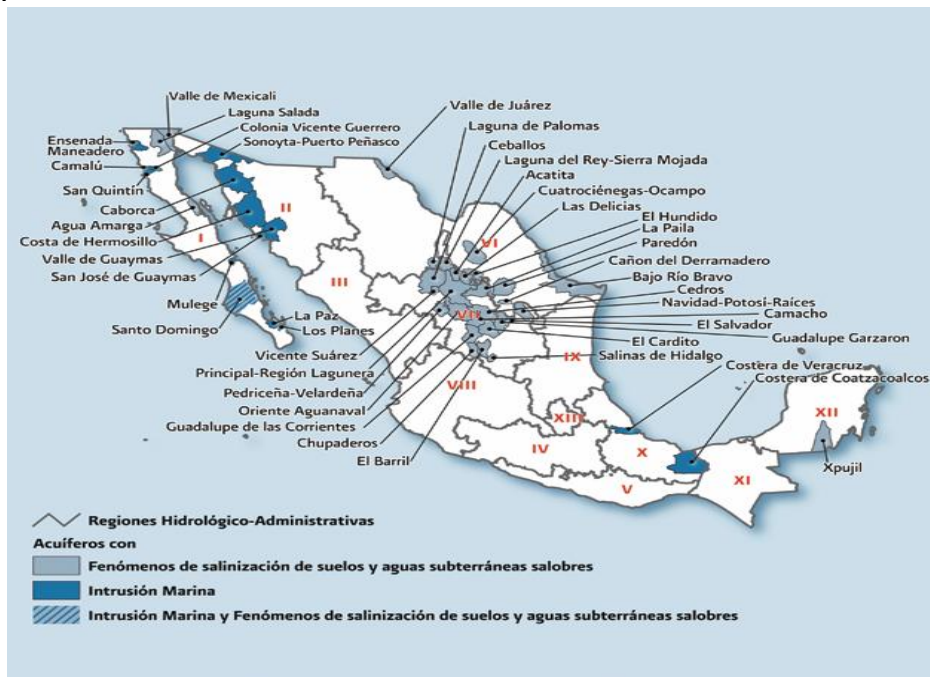 Valle de Mexicali
Laguna Salada
Colonia Vicente Guerrero
Sonoyta-Puerto Peñasco
Ensenada
Maneadero
Camalú
San Quintín
Caborca
Agua Amarga
Costa de Hermosillo
Valle de Guaymas
San José de Guaymas
Mulege
Santo Domingo
La Paz
Los Planes
Valle de Juárez
Laguna de Palomas
Ceballos
Laguna del Rey-Sierra Mojada
Acatita
Cuatrociénegas-Ocampo
Las Delicias
El Hundido
La Paila
Paredón
Cañon del Derramadero
Bajo Río Bravo
Cedros
Navidad-Potosí-Raíces
Camacho
El Salvador
Guadalupe Garzaron
El Cardito
Salinas de Hidalgo
Vicente Suárez
Principal-Región Lagunera
Pedriceña-Velardeña
Oriente Aguanaval
Guadalupe de las Corrientes
Chupaderos
El Barril
Costera de Veracruz
Costera de Coatzacoalcos
Xpujil
I
II
III
VI
VII
VIII
IX
XIII
IV
X
V
XI
XII
Regiones Hidrológico-Administrativas
Acuíferos con
Fenómenos de salinización de suelos y aguas subterráneas salobres
Intrusión Marina
Intrusión Marina y Fenómenos de salinización de suelos y aguas subterráneas salobres